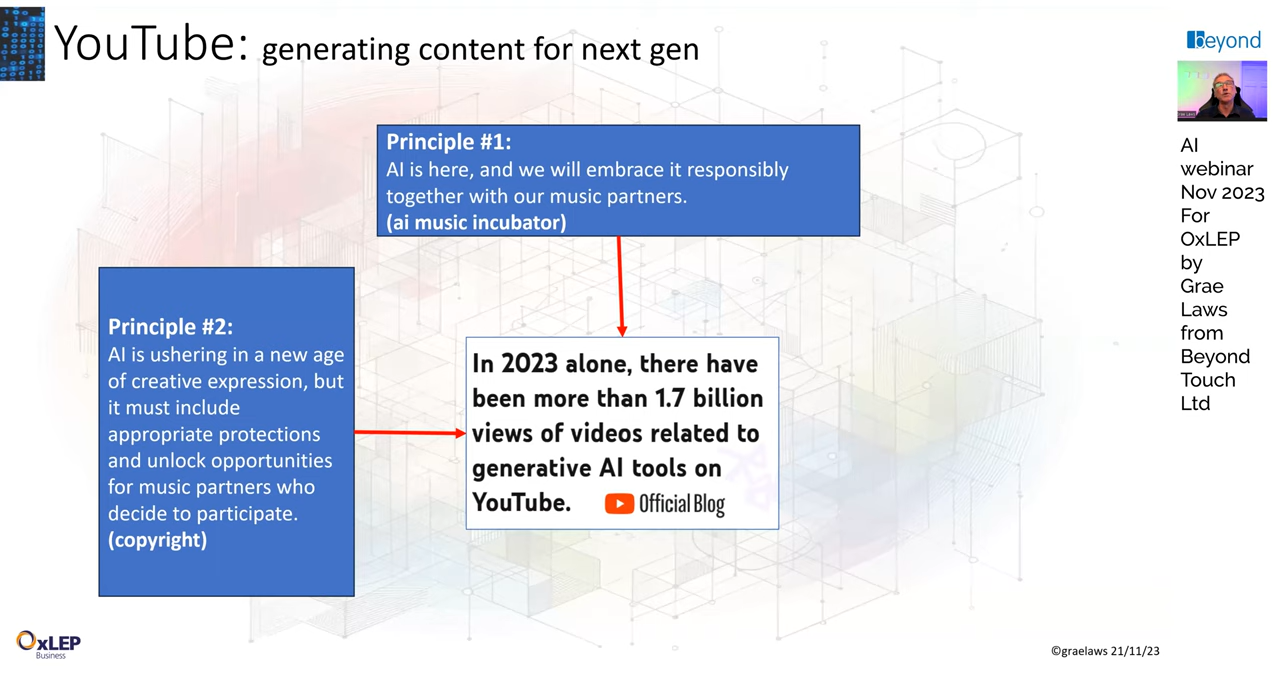 YouTube: generating content for next gen
Principle #1:
AI is here, and we will embrace it responsibly
together with our music partners.
(ai music incubator)
Principle #2:
AI is ushering in a new age
of creative expression, but
it must include
appropriate protections
and unlock opportunities
for music partners who
decide to participate.
(copyright)
In 2023 alone, there have
been more than 1.7 billion
views of videos related to
generative AI tools on
YouTube. Official Blog
beyond
AI
webinar
Nov 2023
For
OxLEP
by
Grae
Laws
from
Beyond
Touch
Ltd
OxLEP
Business
©graelaws 21/11/23